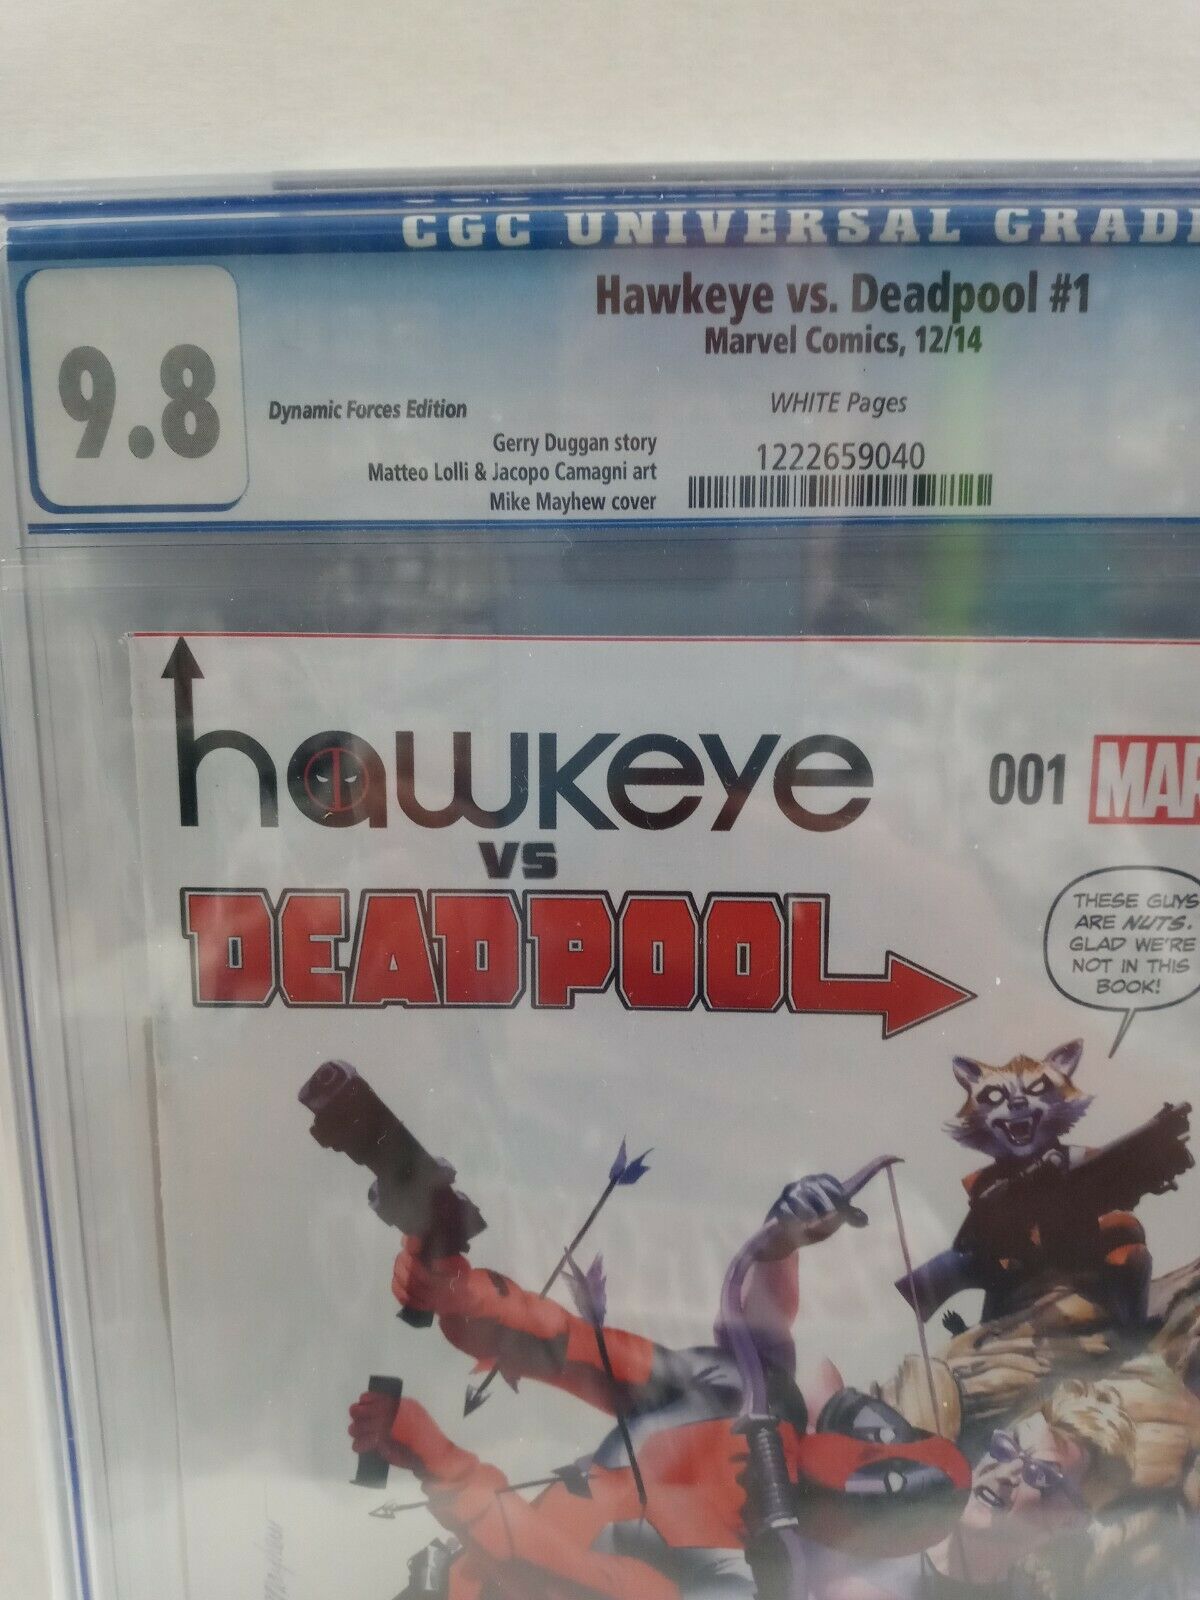 CGC UNIVERSAL GRADE
9.8
Hawkeye vs. Deadpool #1
Marvel Comics, 12/14
Dynamic Forces Edition
WHITE Pages
Gerry Duggan story
Matteo Lolli & Jacopo Camagni art
Mike Mayhew cover
1222659040
hawkeye
001 MAR
VS
DEADPOOL
THESE GUYS
ARE NUTS.
GLAD WE'RE
NOT IN THIS
BOOK!